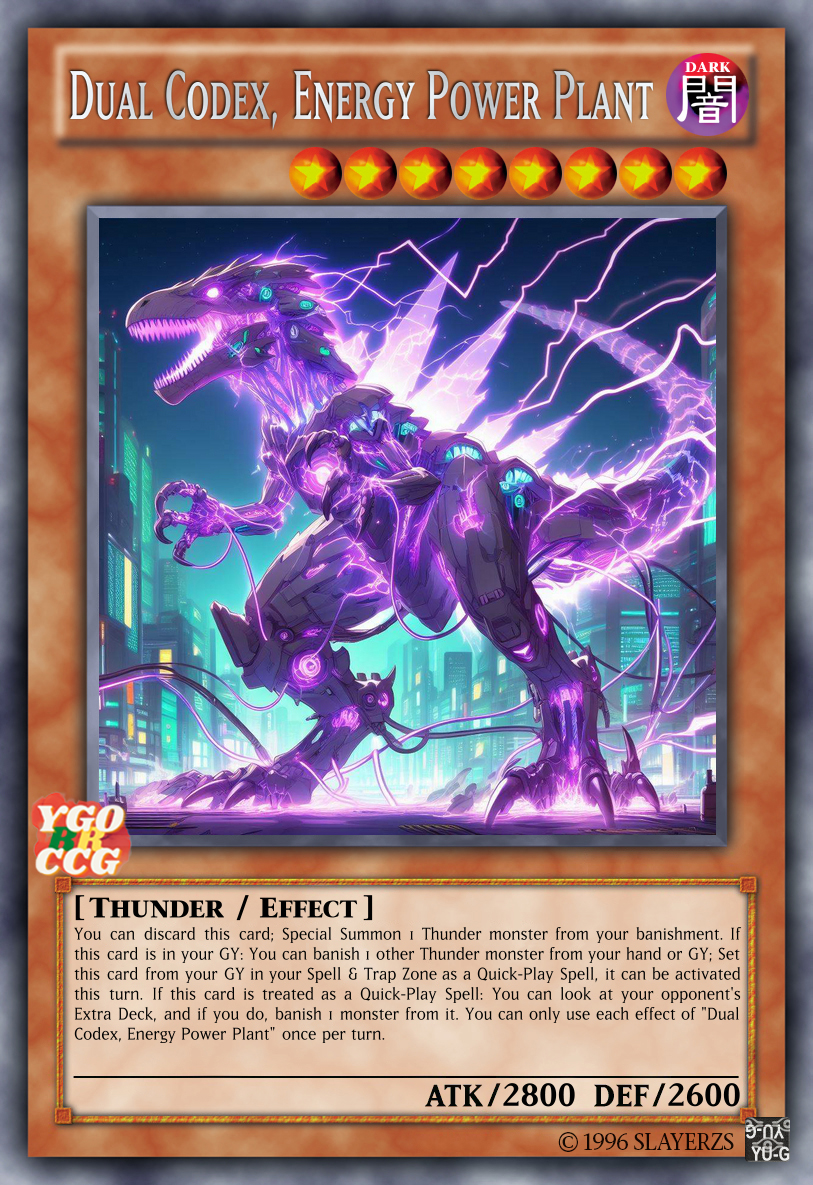 Dual Codex, Energy Power Plant
DARK
闇
YGO
RR
CCG
[ Thunder / Effect ]
You can discard this card; Special Summon 1 Thunder monster from your banishment. If
this card is in your GY: You can banish 1 other Thunder monster from your hand or GY; Set
this card from your GY in your Spell & Trap Zone as a Quick-Play Spell, it can be activated
this turn. If this card is treated as a Quick-Play Spell: You can look at your opponent's
Extra Deck, and if you do, banish 1 monster from it. You can only use each effect of "Dual
Codex, Energy Power Plant" once per turn.
ATK/2800 DEF/2600
© 1996 SLAYERZS
YU-G
YU-G